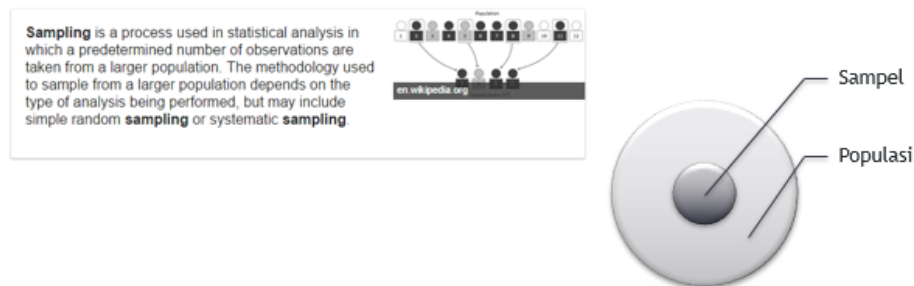 Sampling is a process used in statistical analysis in
which a predetermined number of observations are
taken from a larger population. The methodology used
to sample from a larger population depends on the
type of analysis being performed, but may include
simple random sampling or systematic sampling.
Population
en.wikipedia.org
Sampel
Populasi